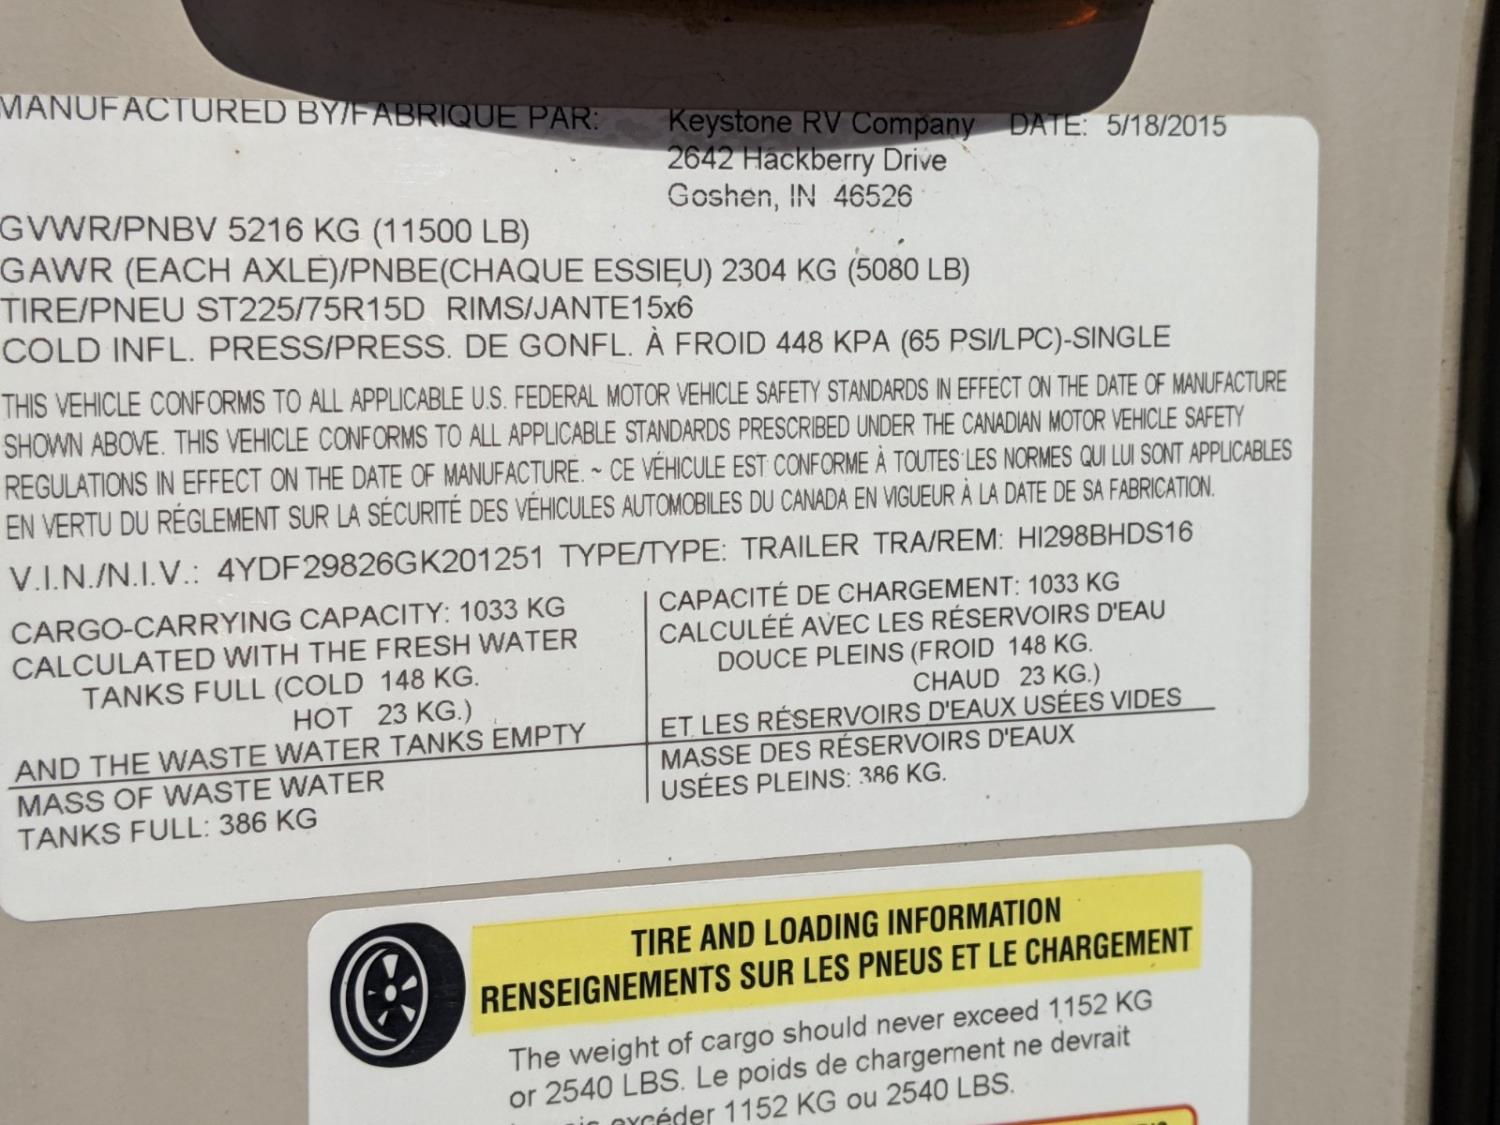 MANUFACTURED BY/FABRIQUE PAR: Keystone RV Company DATE: 5/18/2015
2642 Hackberry Drive
Goshen, IN 46526
GVWR/PNBV 5216 KG (11500 LB)
GAWR (EACH AXLE)/PNBE(CHAQUE ESSIEU) 2304 KG (5080 LB)
TIRE/PNEU ST225/75R15D RIMS/JANTE15x6
COLD INFL. PRESS/PRESS. DE GONFL. À FROID 448 KPA (65 PSI/LPC)-SINGLE
THIS VEHICLE CONFORMS TO ALL APPLICABLE U.S. FEDERAL MOTOR VEHICLE SAFETY STANDARDS IN EFFECT ON THE DATE OF MANUFACTURE
SHOWN ABOVE. THIS VEHICLE CONFORMS TO ALL APPLICABLE STANDARDS PRESCRIBED UNDER THE CANADIAN MOTOR VEHICLE SAFETY
REGULATIONS IN EFFECT ON THE DATE OF MANUFACTURE. ~ CE VÉHICULE EST CONFORME À TOUTES LES NORMES QUI LUI SONT APPLICABLES
EN VERTU DU RÉGLEMENT SUR LA SÉCURITÉ DES VÉHICULES AUTOMOBILES DU CANADA EN VIGUEUR À LA DATE DE SA FABRICATION.
V.I.N./N.I.V.: 4YDF29826GK201251 TYPE/TYPE: TRAILER TRA/REM: HI298BHDS16
CARGO-CARRYING CAPACITY: 1033 KG
CALCULATED WITH THE FRESH WATER
TANKS FULL (COLD 148 KG.
HOT 23 KG.)
AND THE WASTE WATER TANKS EMPTY
MASS OF WASTE WATER
TANKS FULL: 386 KG
CAPACITÉ DE CHARGEMENT: 1033 KG
CALCULÉÉ AVEC LES RÉSERVOIRS D'EAU
DOUCE PLEINS (FROID 148 KG.
CHAUD 23 KG.)
ET LES RÉSERVOIRS D'EAUX USÉES VIDES
MASSE DES RÉSERVOIRS D'EAUX
USÉES PLEINS: 386 KG.
TIRE AND LOADING INFORMATION
RENSEIGNEMENTS SUR LES PNEUS ET LE CHARGEMENT
The weight of cargo should never exceed 1152 KG
or 2540 LBS. Le poids de chargement ne devrait
excéder 1152 KG ou 2540 LBS.